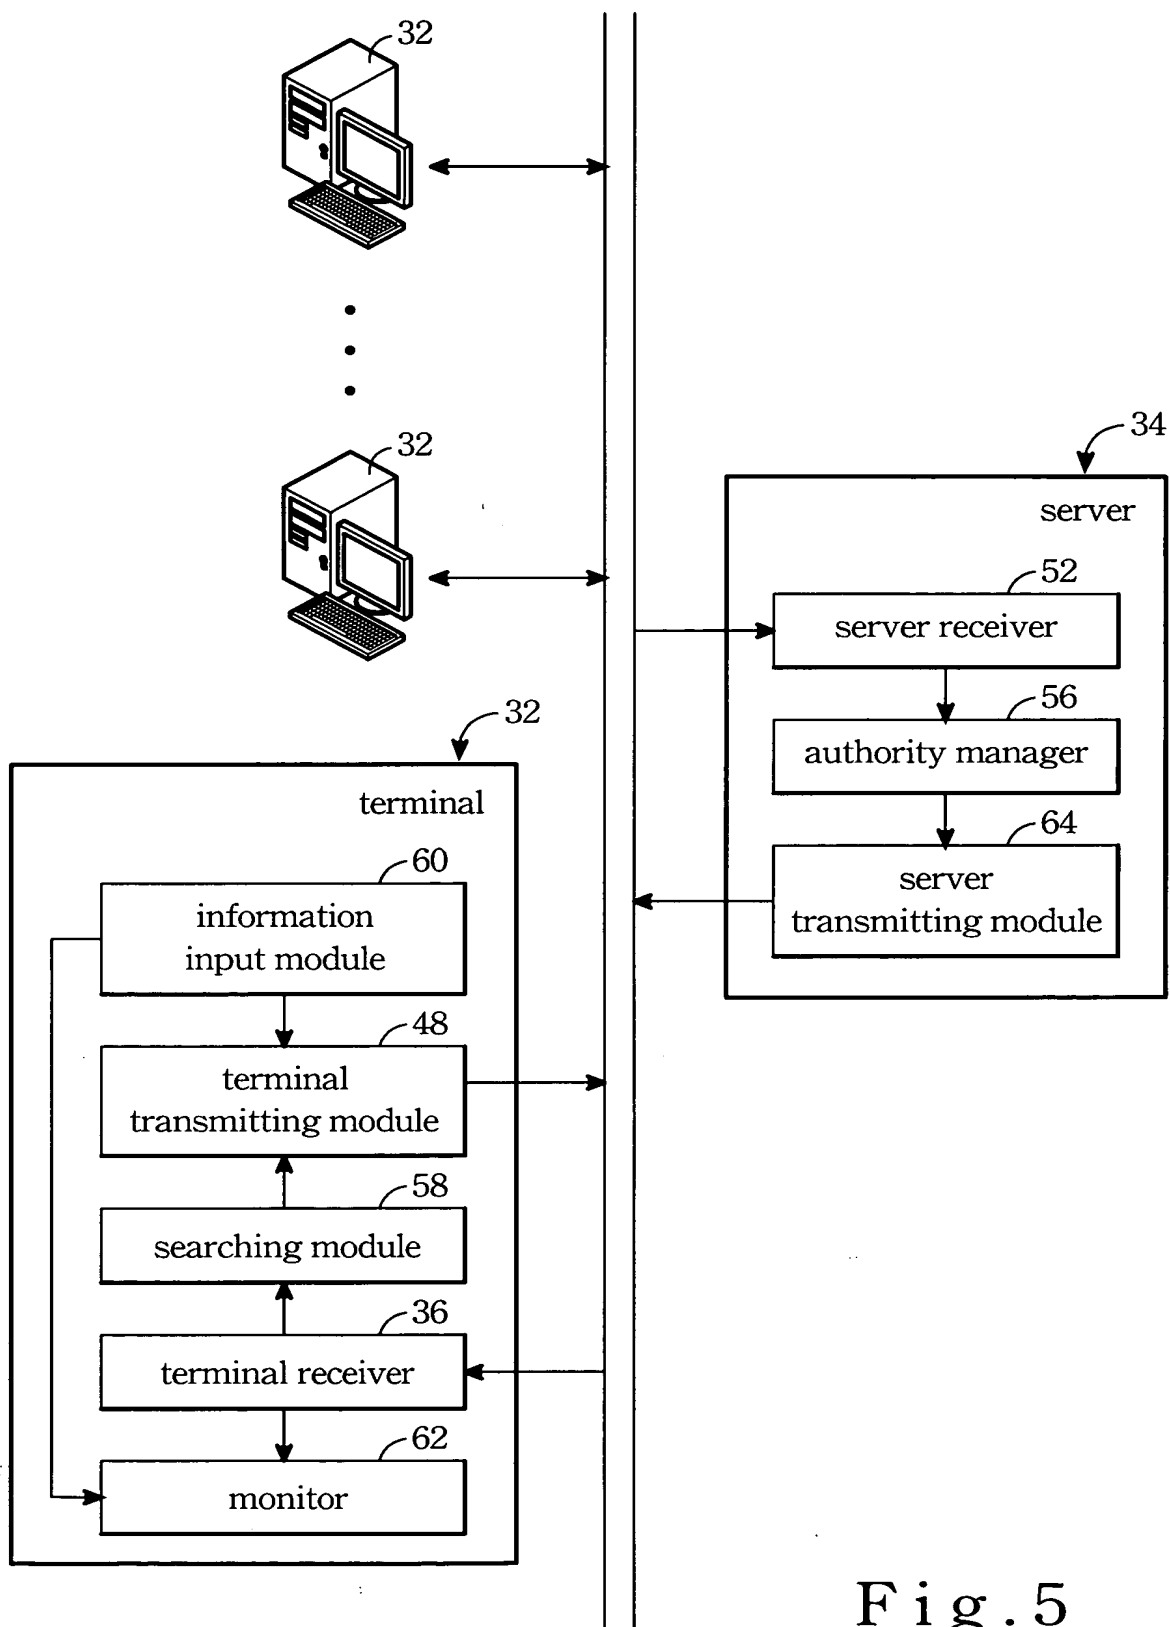 32
32
34
server
52
server receiver
56
authority manager
64
server
transmitting module
32
terminal
60
information
input module
48
terminal
transmitting module
58
searching module
36
terminal receiver
62
monitor
Fig.5